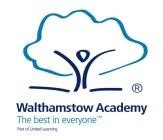 ®
Walthamstow Academy
The best in everyone™
Part of United Learning